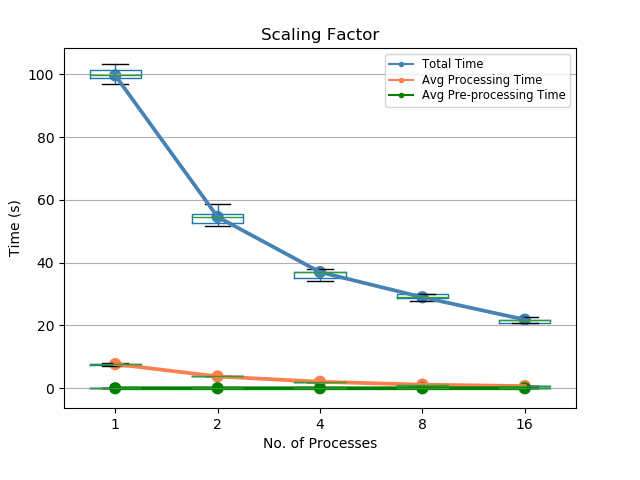 Scaling Factor
Total Time
Avg Processing Time
Avg Pre-processing Time
100
80
60
40
20
0
Time (s)
1 2 4 8 16
No. of Processes